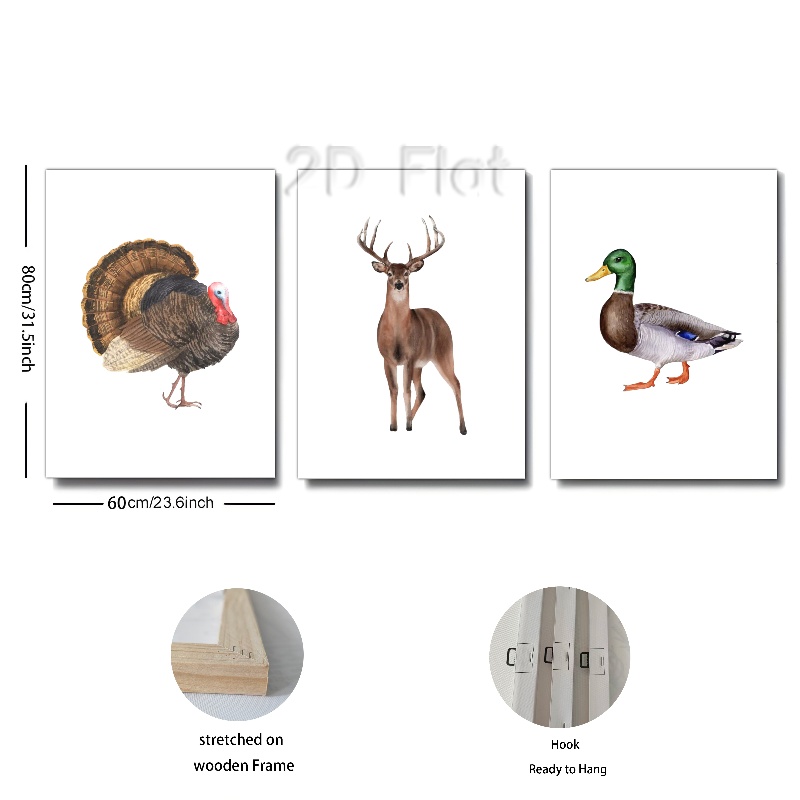 2D Flat
80cm/31.5inch
60cm/23.6inch
stretched on
wooden Frame
Hook
Ready to Hang